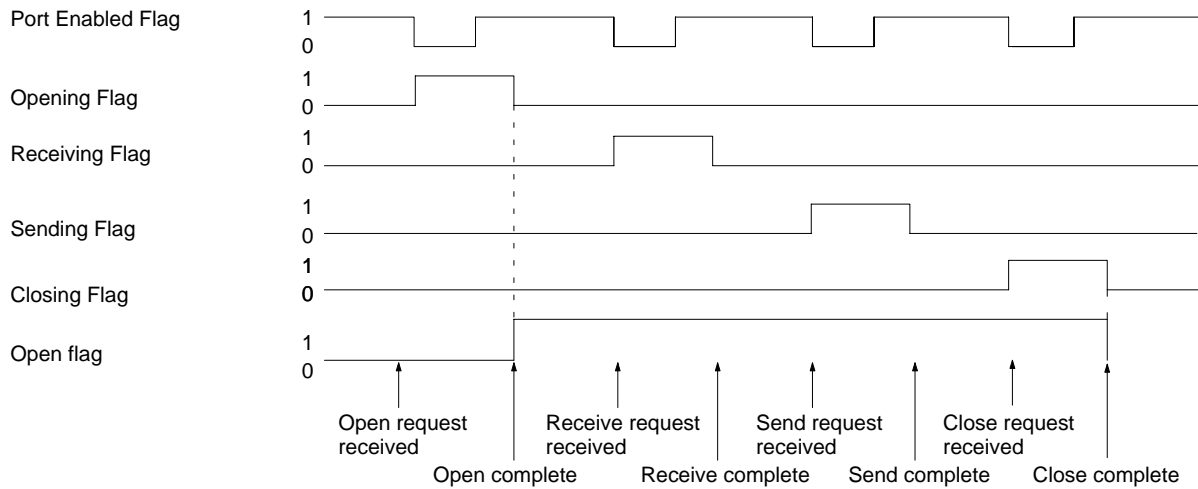 Port Enabled Flag
1
0
Opening Flag
1
0
Receiving Flag
1
0
Sending Flag
1
0
Closing Flag
1
0
Open flag
1
0
Open request
received
Open complete
Receive request
received
Receive complete
Send request
received
Send complete
Close request
received
Close complete